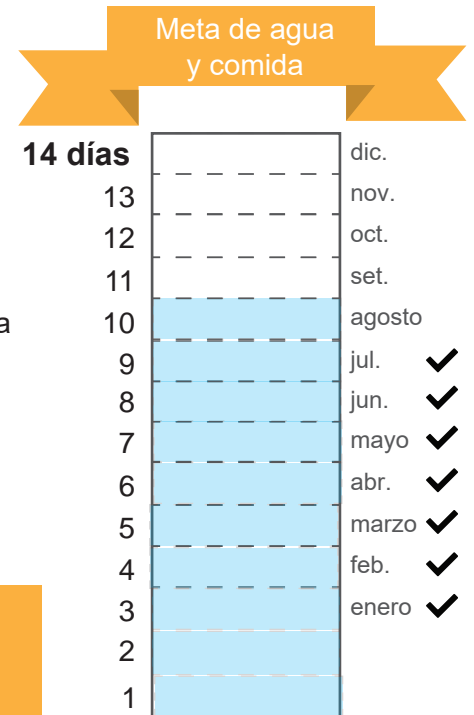 Meta de agua
y comida
14 días dic.
13 nov.
12 oct.
11 set.
a
10 agosto
9 jul.
8 jun.
7 mayo
6 abr.
5 marzo
4 feb.
3 enero
2
1